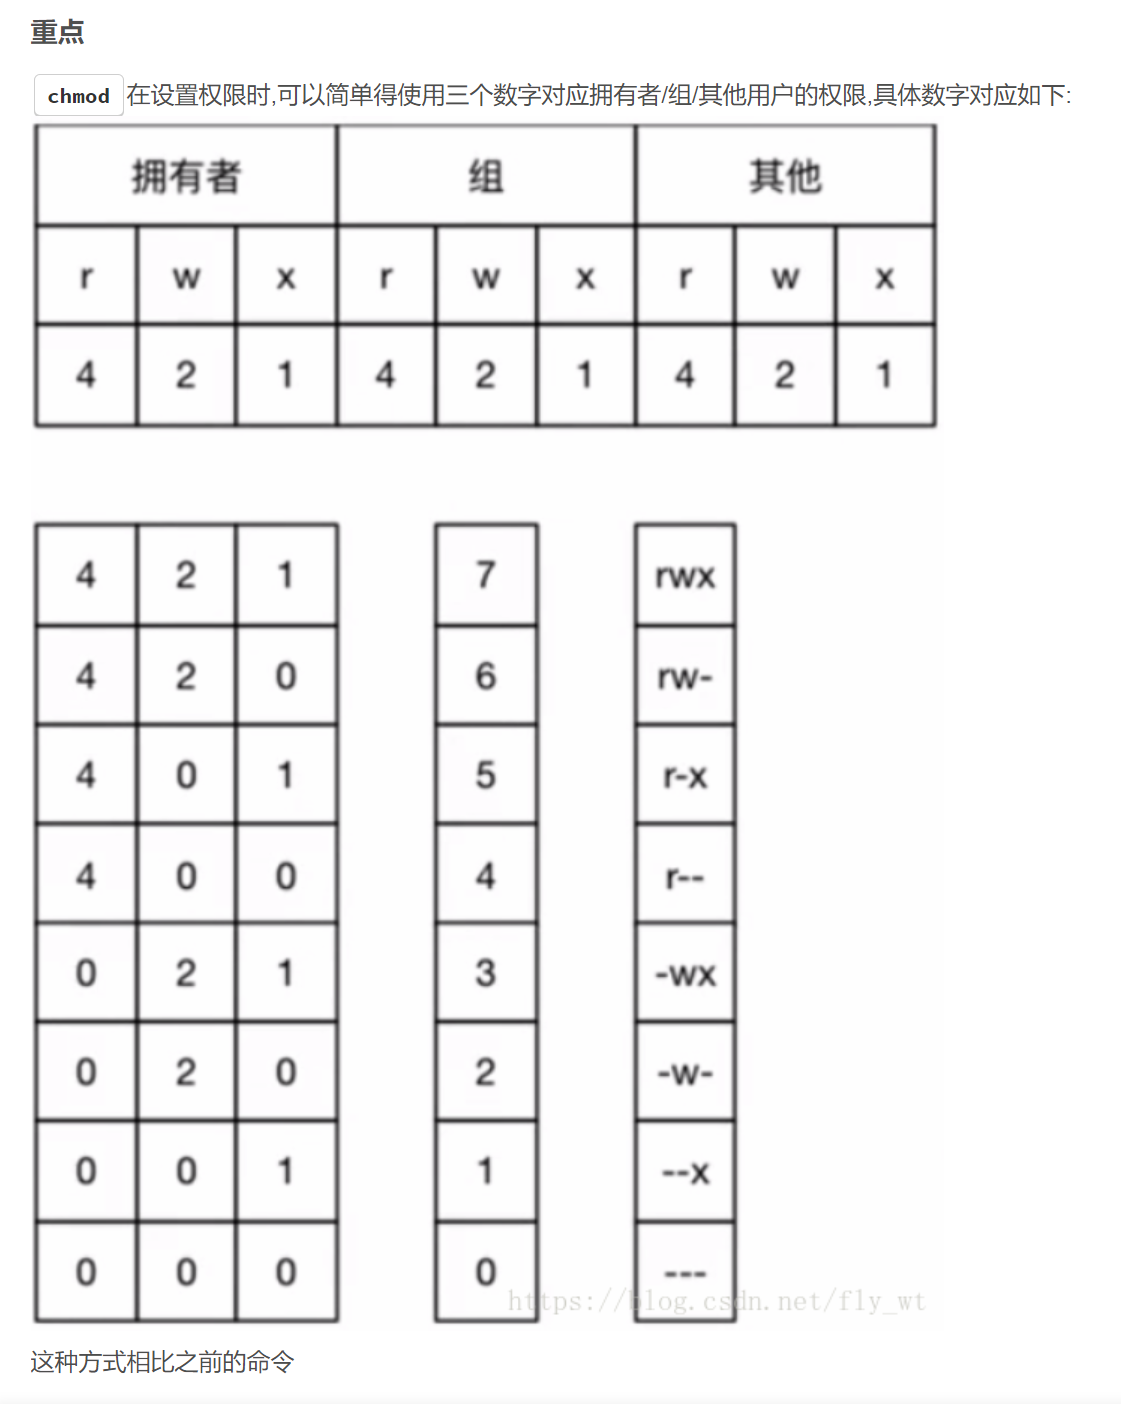 重点
chmod 在设置权限时,可以简单得使用三个数字对应拥有者/组/其他用户的权限,具体数字对应如下:
拥有者 组 其他
r w x r w x r w x
4 2 1 4 2 1 4 2 1
4 2 1 7 rwx
4 2 0 6 rw-
4 0 1 5 r-x
4 0 0 4 r--
0 2 1 3 -wx
0 2 0 2 -w-
0 0 1 1 --x
0 0 0 0 ---
https://blog.csdn.net/fly_wt
这种方式相比之前的命令